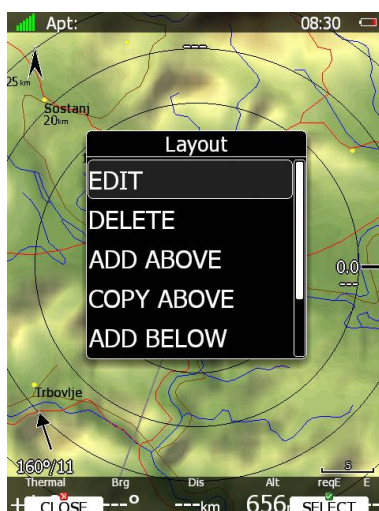 Apt: 08:30
---
25 km
Sostanj
20km
Layout
EDIT
DELETE
ADD ABOVE
COPY ABOVE
ADD BELOW
0.0
---
Trbovlje
160°/11
5
Thermal Brg Dis Alt reqE E
CLOSE ---° ---km 656 SELECT